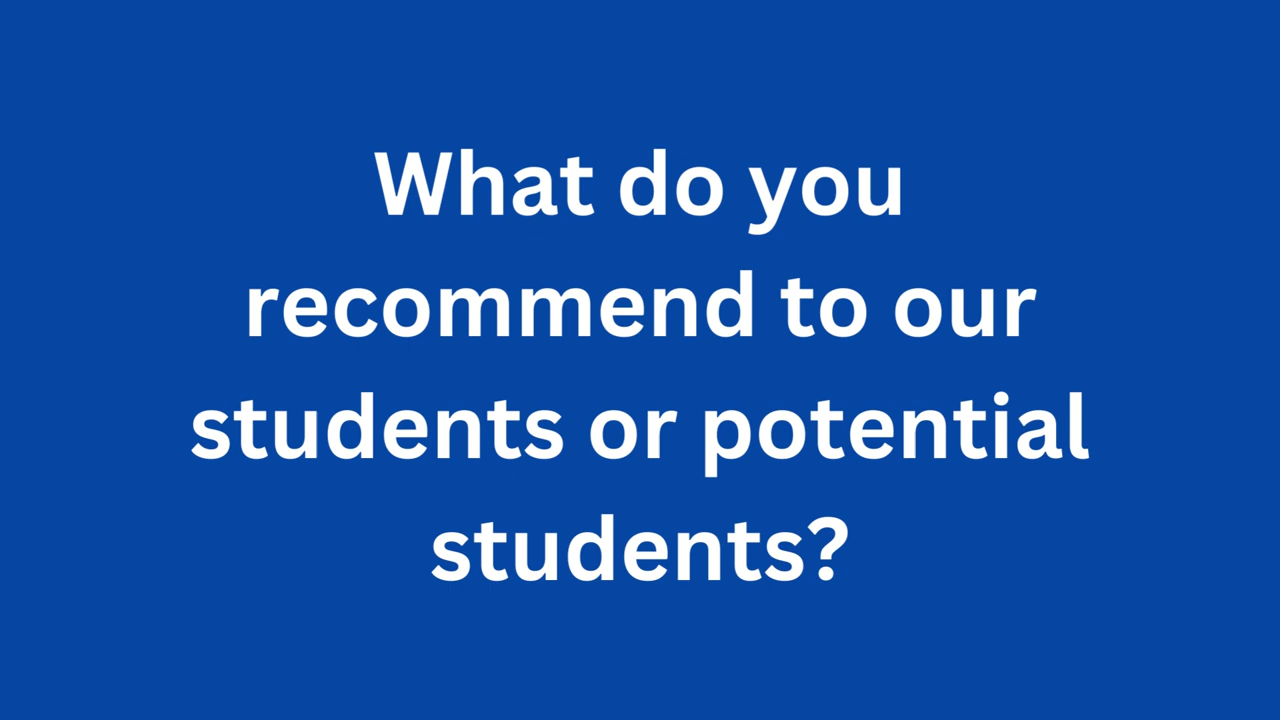 What do you
recommend to our
students or potential
students?